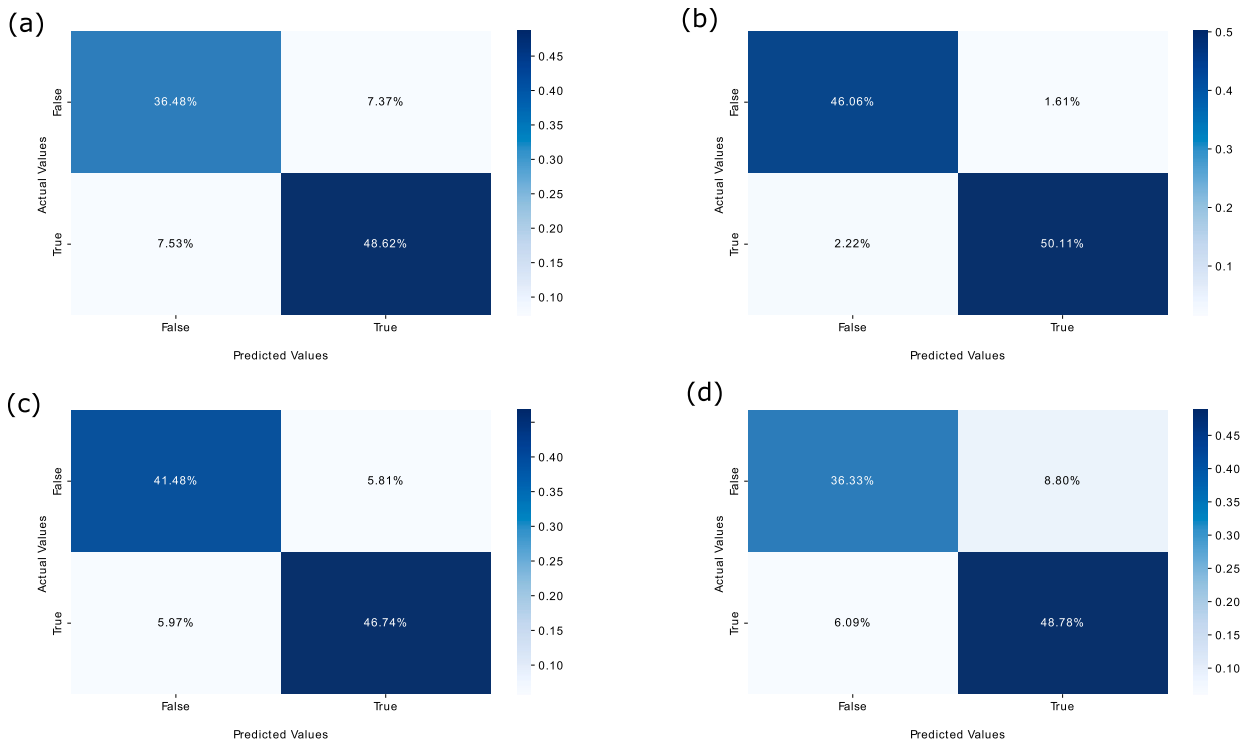 (a)
False
True
Actual Values
36.48%
7.37%
7.53%
48.62%
False
True
Predicted Values
0.45
0.40
0.35
0.30
0.25
0.20
0.15
0.10
(b)
False
True
Actual Values
46.06%
1.61%
2.22%
50.11%
False
True
Predicted Values
0.5
0.4
0.3
0.2
0.1
(c)
False
True
Actual Values
41.48%
5.81%
5.97%
46.74%
False
True
Predicted Values
0.40
0.35
0.30
0.25
0.20
0.15
0.10
(d)
False
True
Actual Values
36.33%
8.80%
6.09%
48.78%
False
True
Predicted Values
0.45
0.40
0.35
0.30
0.25
0.20
0.15
0.10